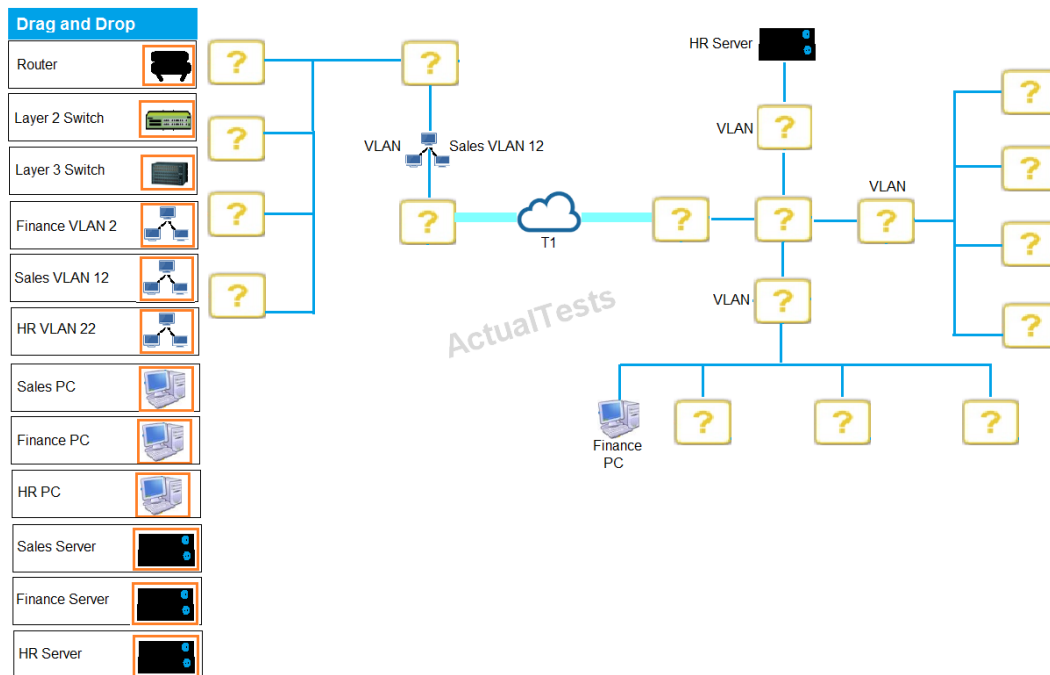 Drag and Drop
Router
Layer 2 Switch
Layer 3 Switch
Finance VLAN 2
Sales VLAN 12
HR VLAN 22
Sales PC
Finance PC
HR PC
Sales Server
Finance Server
HR Server
?
?
?
?
?
VLAN
Sales VLAN 12
?
T1
ActualTests
HR Server
VLAN
?
?
?
VLAN
?
VLAN
?
?
?
?
?
Finance
PC
?
?
?